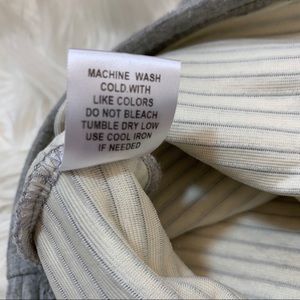 MACHINE WASH
COLD.WITH
LIKE COLORS
DO NOT BLEACH
TUMBLE DRY LOW
USE COOL IRON
IF NEEDED